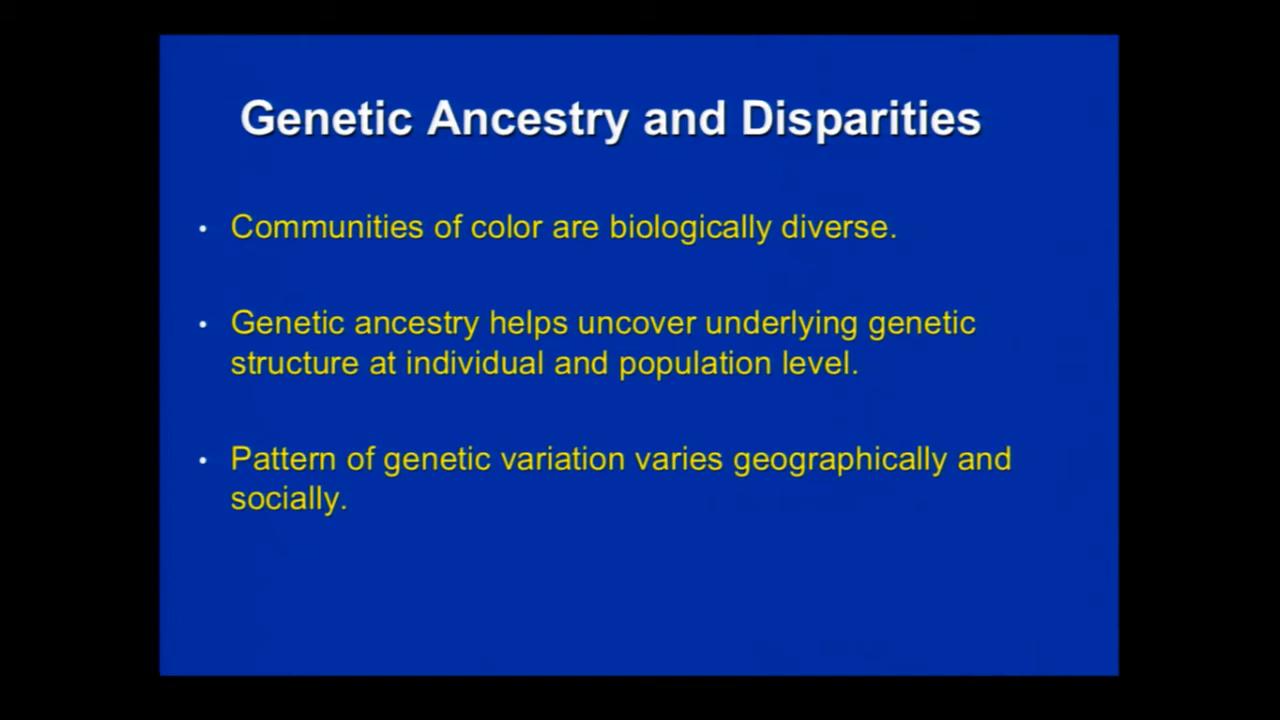 Genetic Ancestry and Disparities
• Communities of color are biologically diverse.
• Genetic ancestry helps uncover underlying genetic
structure at individual and population level.
• Pattern of genetic variation varies geographically and
socially.